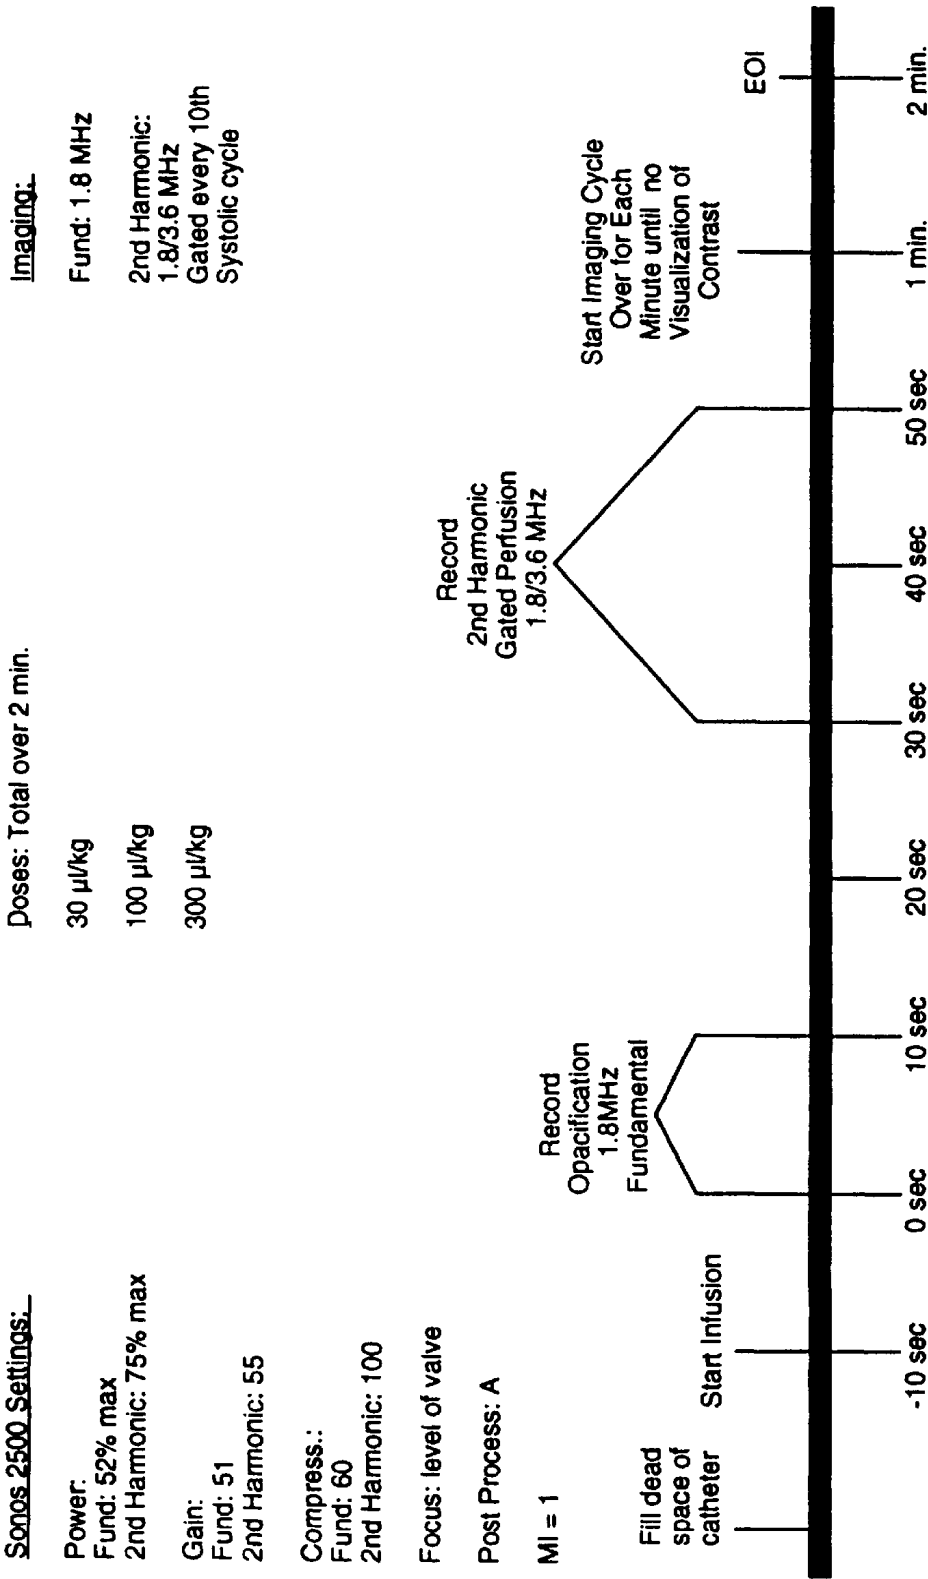 Sonos 2500 Settings:
Power:
Fund: 52% max
2nd Harmonic: 75% max
Gain:
Fund: 51
2nd Harmonic: 55
Compress.:
Fund: 60
2nd Harmonic: 100
Focus: level of valve
Post Process: A
MI = 1
Doses: Total over 2 min.
30 µl/kg
100 µl/kg
300 µl/kg
Imaging:
Fund: 1.8 MHz
2nd Harmonic:
1.8/3.6 MHz
Gated every 10th
Systolic cycle
Fill dead
space of
catheter
Start Infusion
Record
Opacification
1.8MHz
Fundamental
Record
2nd Harmonic
Gated Perfusion
1.8/3.6 MHz
Start Imaging Cycle
Over for Each
Minute until no
Visualization of
Contrast
EOI
-10 sec
0 sec
10 sec
20 sec
30 sec
40 sec
50 sec
1 min.
2 min.